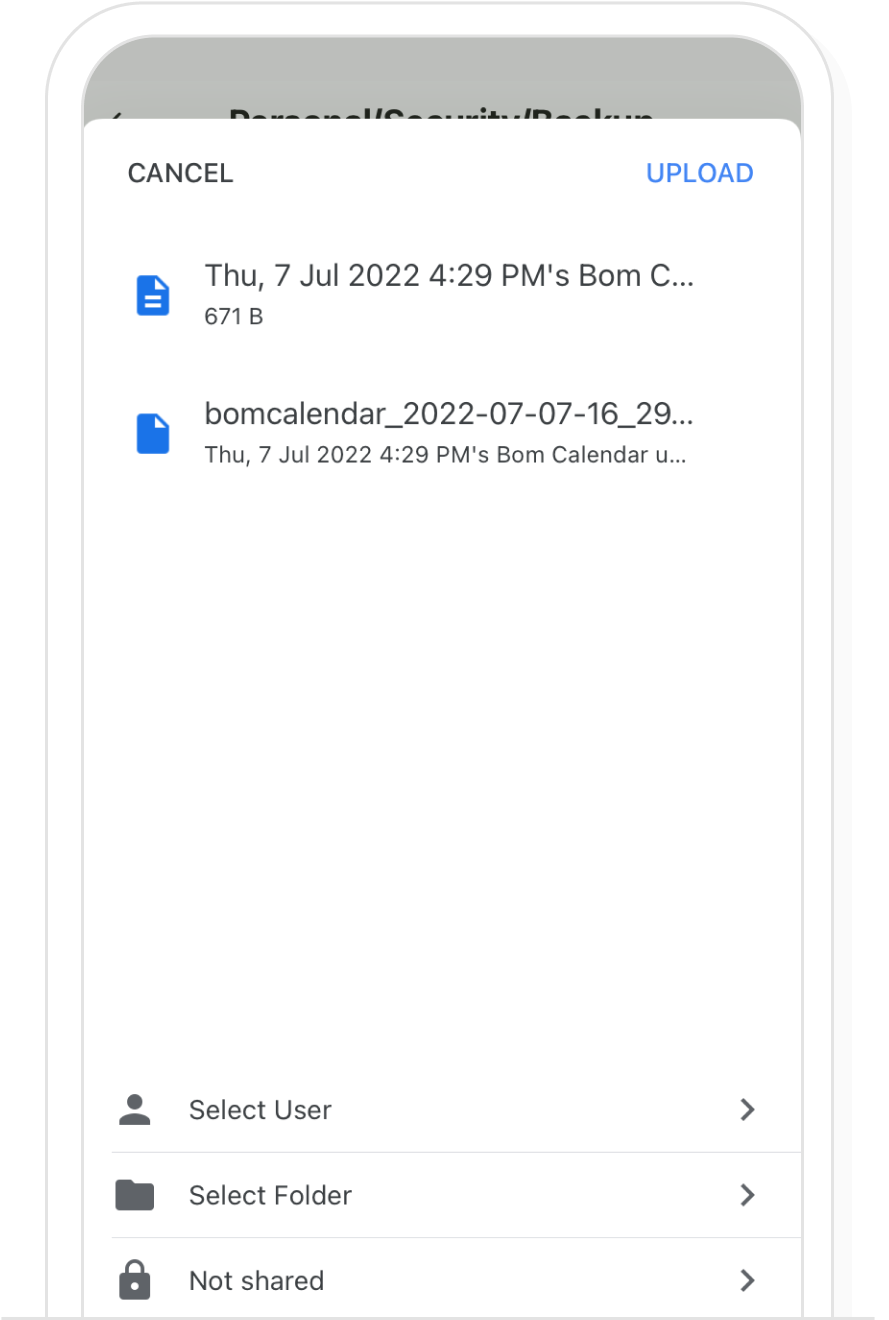 Personal/Security/Backup
CANCEL
UPLOAD
Thu, 7 Jul 2022 4:29 PM's Bom C...
671 B
bomcalendar_2022-07-07-16_29...
Thu, 7 Jul 2022 4:29 PM's Bom Calendar u...
Select User
Select Folder
Not shared